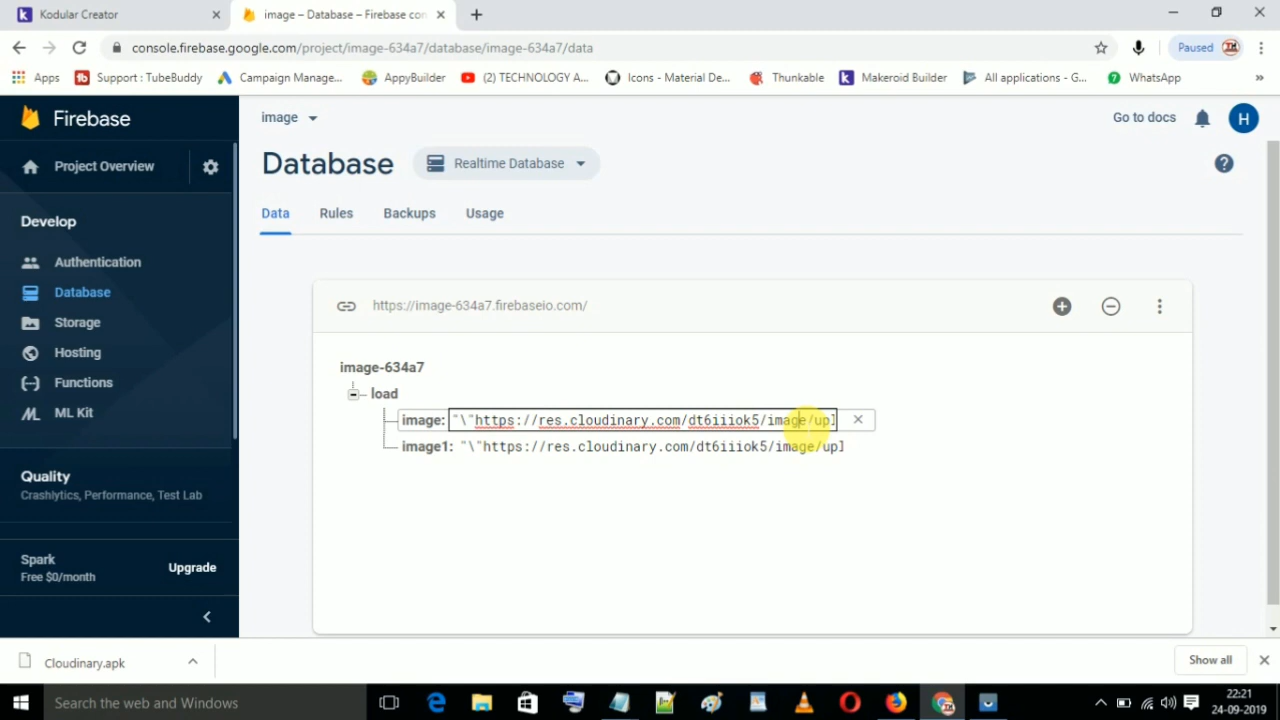 Kodular Creator
image – Database – Firebase con
console.firebase.google.com/project/image-634a7/database/image-634a7/data
Paused
Apps
Support : TubeBuddy
Campaign Manage...
AppyBuilder
(2) TECHNOLOGY A...
Icons - Material De...
Thunkable
Makeroid Builder
All applications - G...
WhatsApp
Firebase
image
Go to docs
H
Project Overview
Database
Realtime Database
Develop
Data
Rules
Backups
Usage
Authentication
Database
Storage
Hosting
Functions
ML Kit
https://image-634a7.firebaseio.com/
image-634a7
load
image: "\"https://res.cloudinary.com/dt6iiiok5/image/up]
image1: "\"https://res.cloudinary.com/dt6iiiok5/image/up]
Quality
Crashlytics, Performance, Test Lab
Spark
Free $0/month
Upgrade
Cloudinary.apk
Show all
Search the web and Windows
22:21
24-09-2019